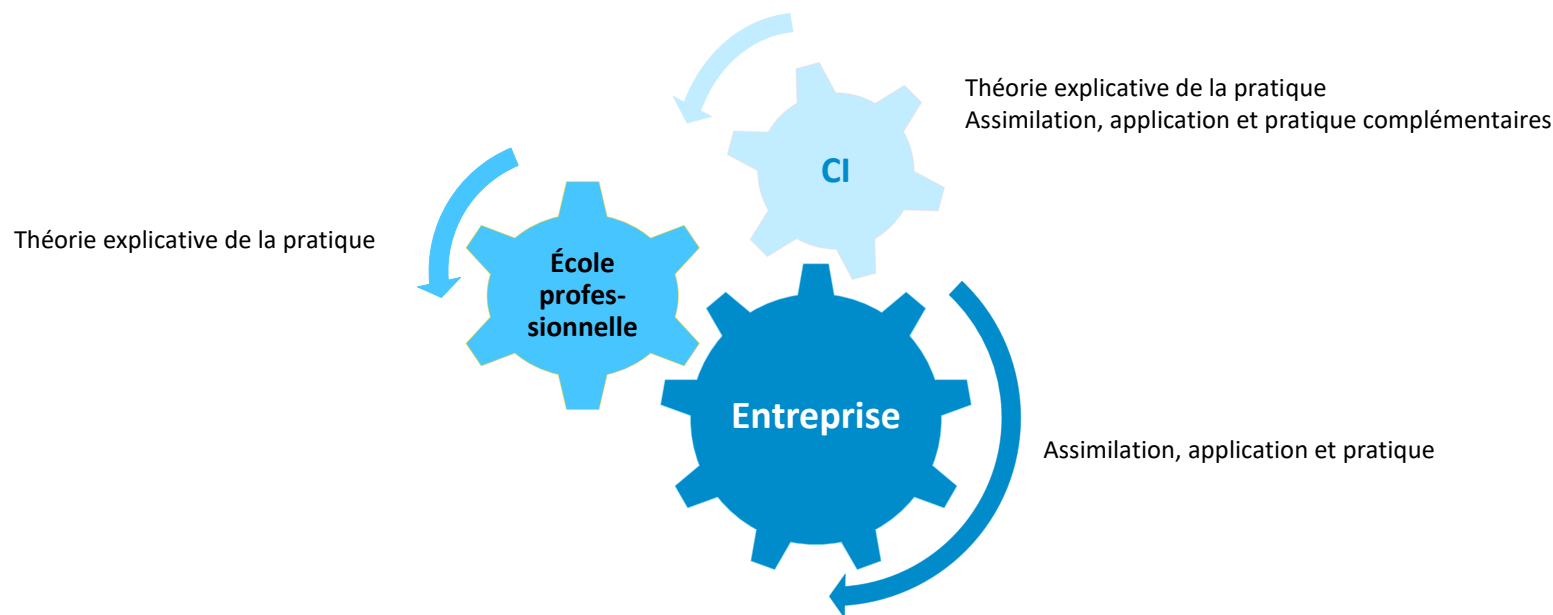 Théorie explicative de la pratique
Assimilation, application et pratique complémentaires
CI
Théorie explicative de la pratique
École
profes-
sionnelle
Entreprise
Assimilation, application et pratique